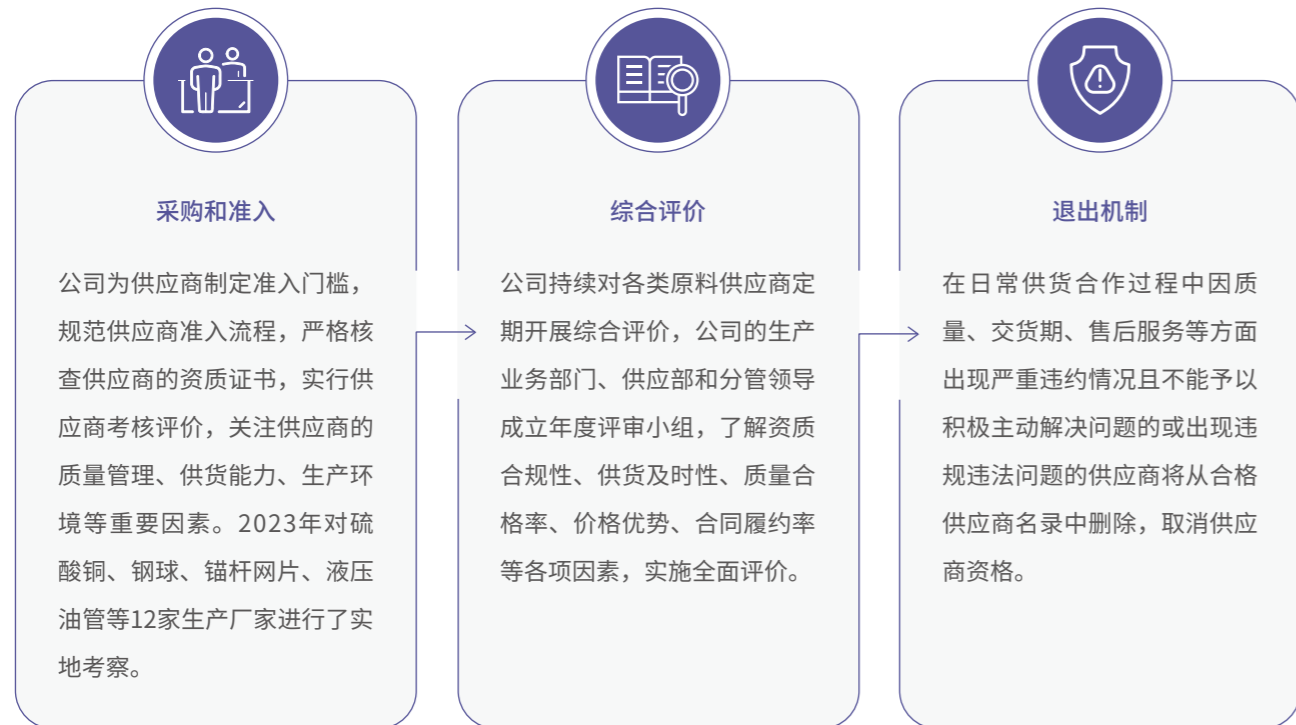 采购和准入
公司为供应商制定准入门槛，
规范供应商准入流程，严格核
查供应商的资质证书，实行供
应商考核评价，关注供应商的
质量管理、供货能力、生产环
境等重要因素。2023年对硫
酸铜、钢球、锚杆网片、液压
油管等12家生产厂家进行了实
地考察。
综合评价
公司持续对各类原料供应商定
期开展综合评价，公司的生产
业务部门、供应部和分管领导
成立年度评审小组，了解资质
合规性、供货及时性、质量合
格率、价格优势、合同履约率
等各项因素，实施全面评价。
退出机制
在日常供货合作过程中因质
量、交货期、售后服务等方面
出现严重违约情况且不能予以
积极主动解决问题的或出现违
规违法问题的供应商将从合格
供应商名录中删除，取消供应
商资格。